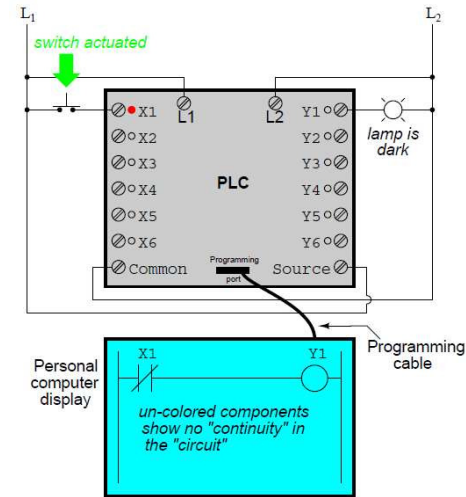 L1
L2
switch actuated
X1
L1
L2
Y1
lamp is
dark
X2
Y2
X3
Y3
PLC
X4
Y4
X5
Y5
X6
Y6
Common
Programming
port
Source
Programming
cable
Personal
computer
display
X1
Y1
un-colored components
show no "continuity" in
the "circuit"